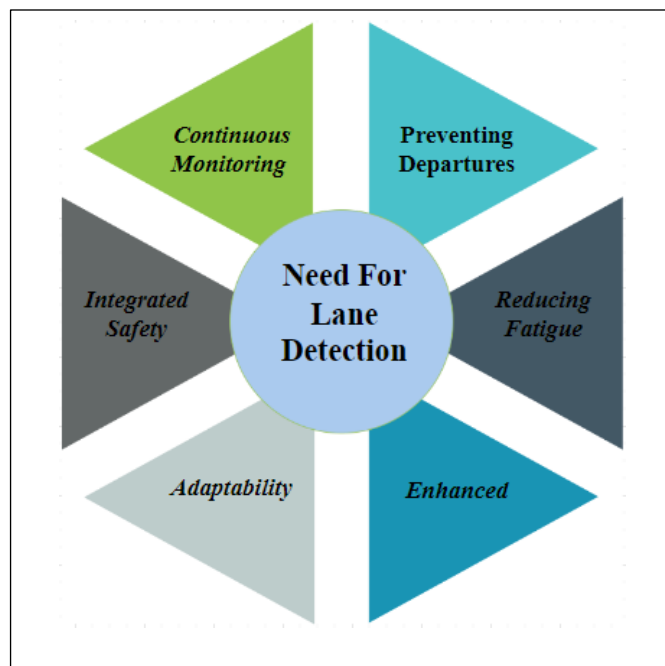 Continuous
Monitoring
Preventing
Departures
Need For
Lane
Detection
Integrated
Safety
Reducing
Fatigue
Adaptability
Enhanced